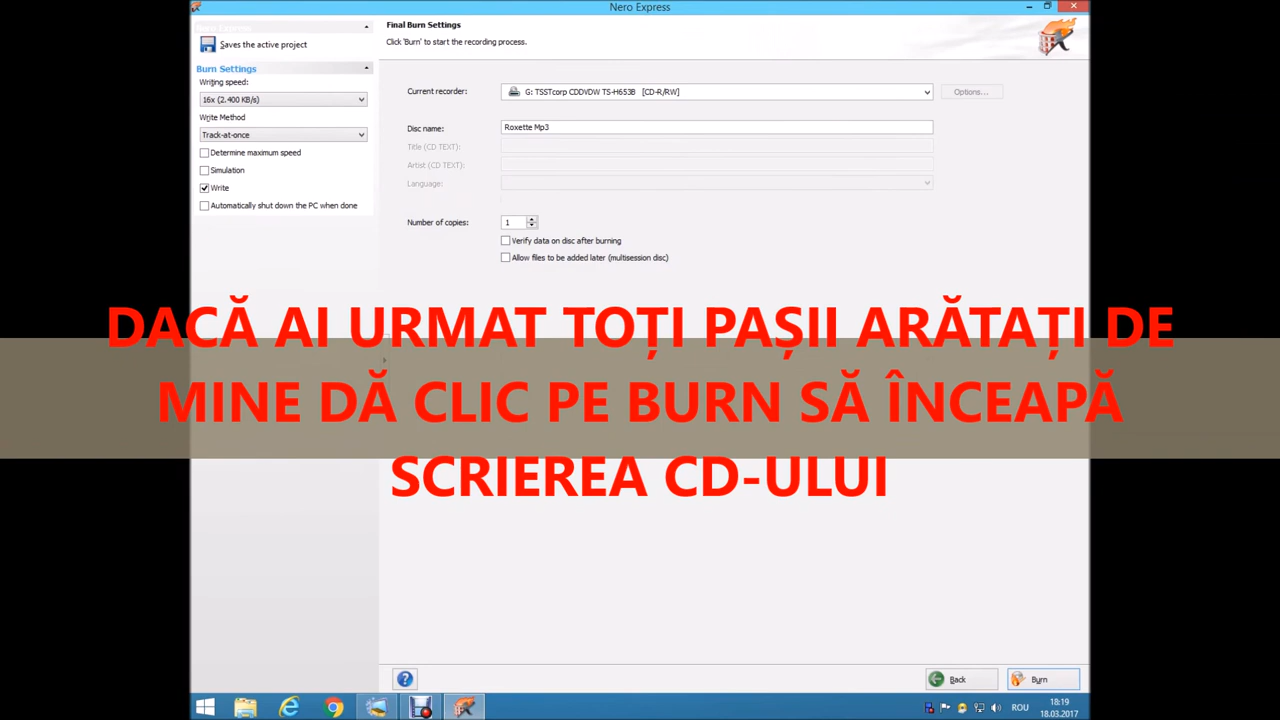 Nero Express
Nero Express
Saves the active project
Burn Settings
Writing speed:
16x (2.400 KB/s)
Write Method
Track-at-once
Determine maximum speed
Simulation
Write
Automatically shut down the PC when done
Final Burn Settings
Click 'Burn' to start the recording process.
Current recorder:
G: TSSTcorp CDDVDW TS-H653B [CD-R/RW]
Options...
Disc name:
Roxette Mp3
Title (CD TEXT):
Artist (CD TEXT):
Language:
Number of copies:
1
Verify data on disc after burning
Allow files to be added later (multisession disc)
DACĂ AI URMAT TOȚI PAȘII ARĂTAȚI DE
MINE DĂ CLIC PE BURN SĂ ÎNCEAPĂ
SCRIEREA CD-ULUI
?
Back
Burn
ROU
18:19
18.03.2017